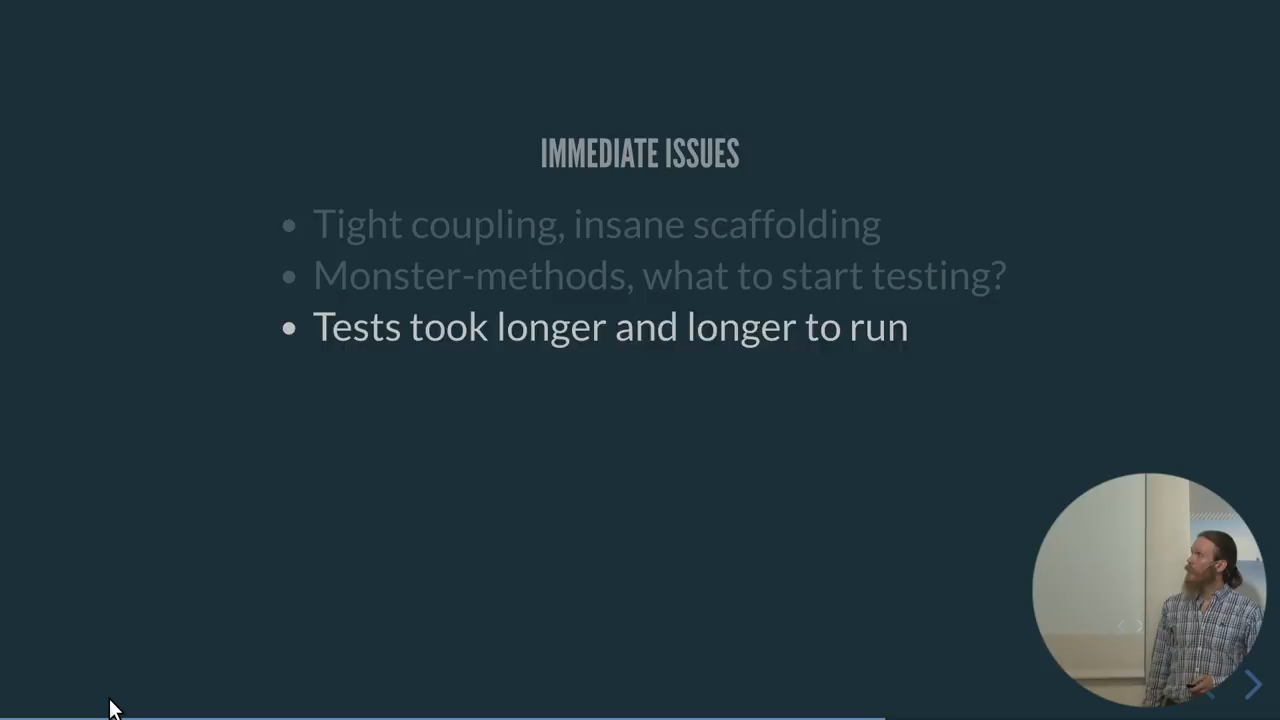 IMMEDIATE ISSUES
• Tight coupling, insane scaffolding
• Monster-methods, what to start testing?
• Tests took longer and longer to run